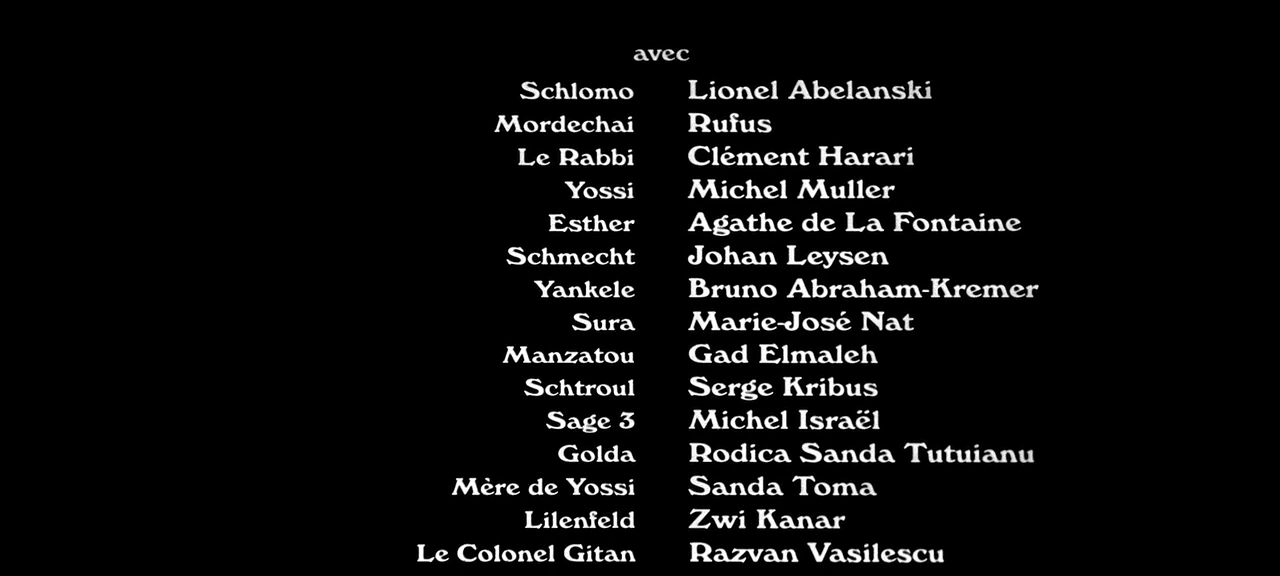 avec
Schlomo Lionel Abelanski
Mordechai Rufus
Le Rabbi Clément Harari
Yossi Michel Muller
Esther Agathe de La Fontaine
Schmecht Johan Leysen
Yankele Bruno Abraham-Kremer
Sura Marie-José Nat
Manzatou Gad Elmaleh
Schtroul Serge Kribus
Sage 3 Michel Israël
Golda Rodica Sanda Tutuianu
Mère de Yossi Sanda Toma
Lilenfeld Zwi Kanar
Le Colonel Gitan Razvan Vasilescu